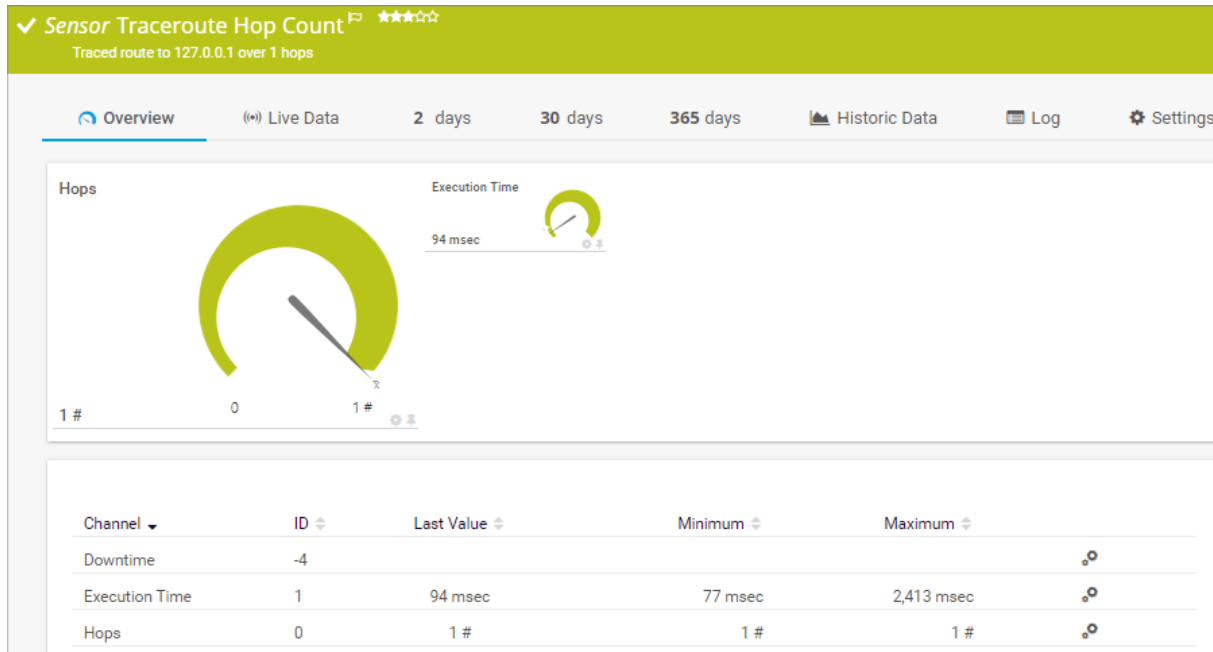 Sensor Traceroute Hop Count
Traced route to 127.0.0.1 over 1 hops
Overview Live Data 2 days 30 days 365 days Historic Data Log Settings
Hops
Execution Time
94 msec
1 #
0
1 #
Channel ID Last Value Minimum Maximum
Downtime -4
Execution Time 1 94 msec 77 msec 2,413 msec
Hops 0 1 # 1 # 1 #